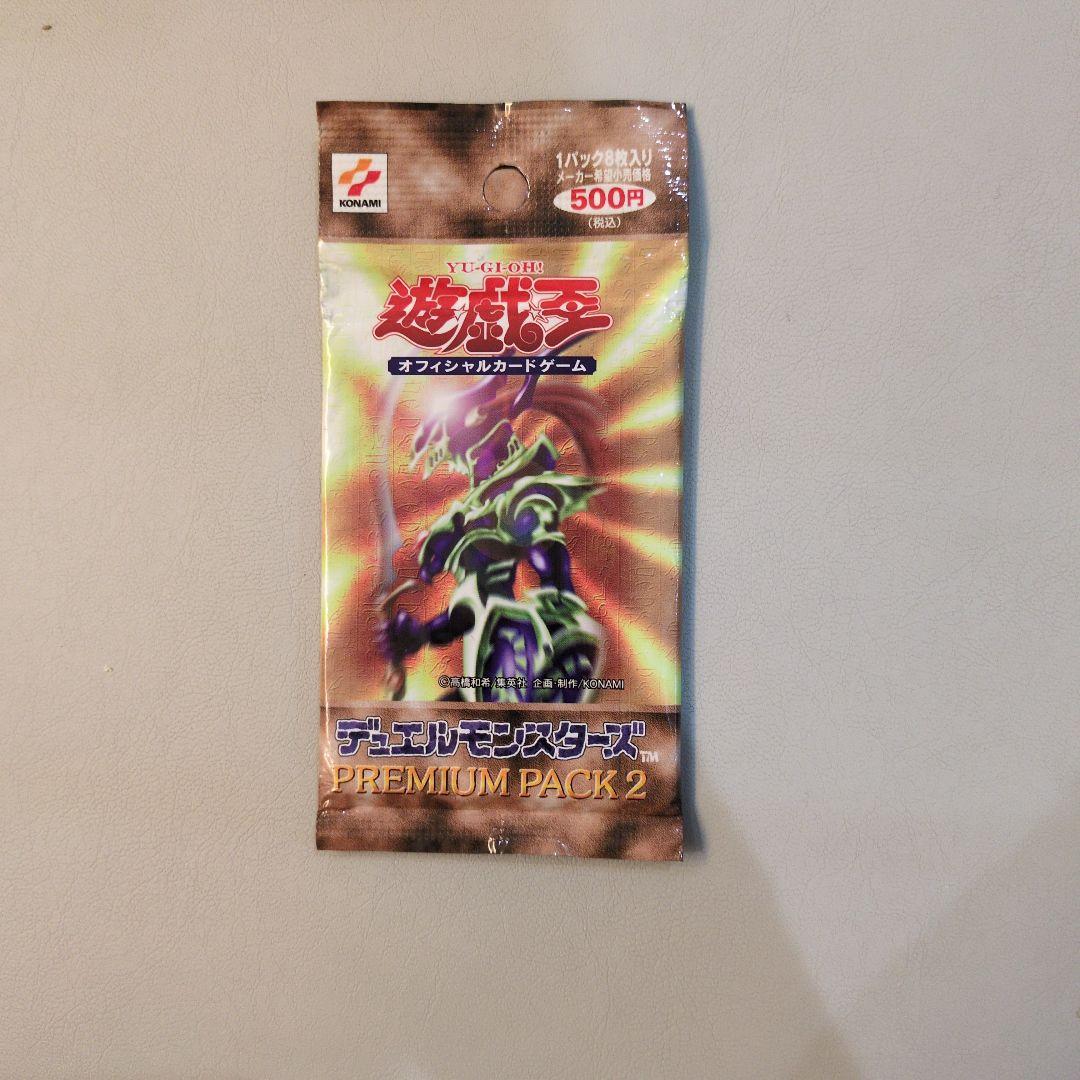 KONAMI
1パック8枚入り
メーカー希望小売価格
500円
(税込)
YU-GI-OH!
遊戯王
オフィシャルカードゲーム
©高橋和希/集英社 企画・制作/KONAMI
デュエルモンスターズ™
PREMIUM PACK 2